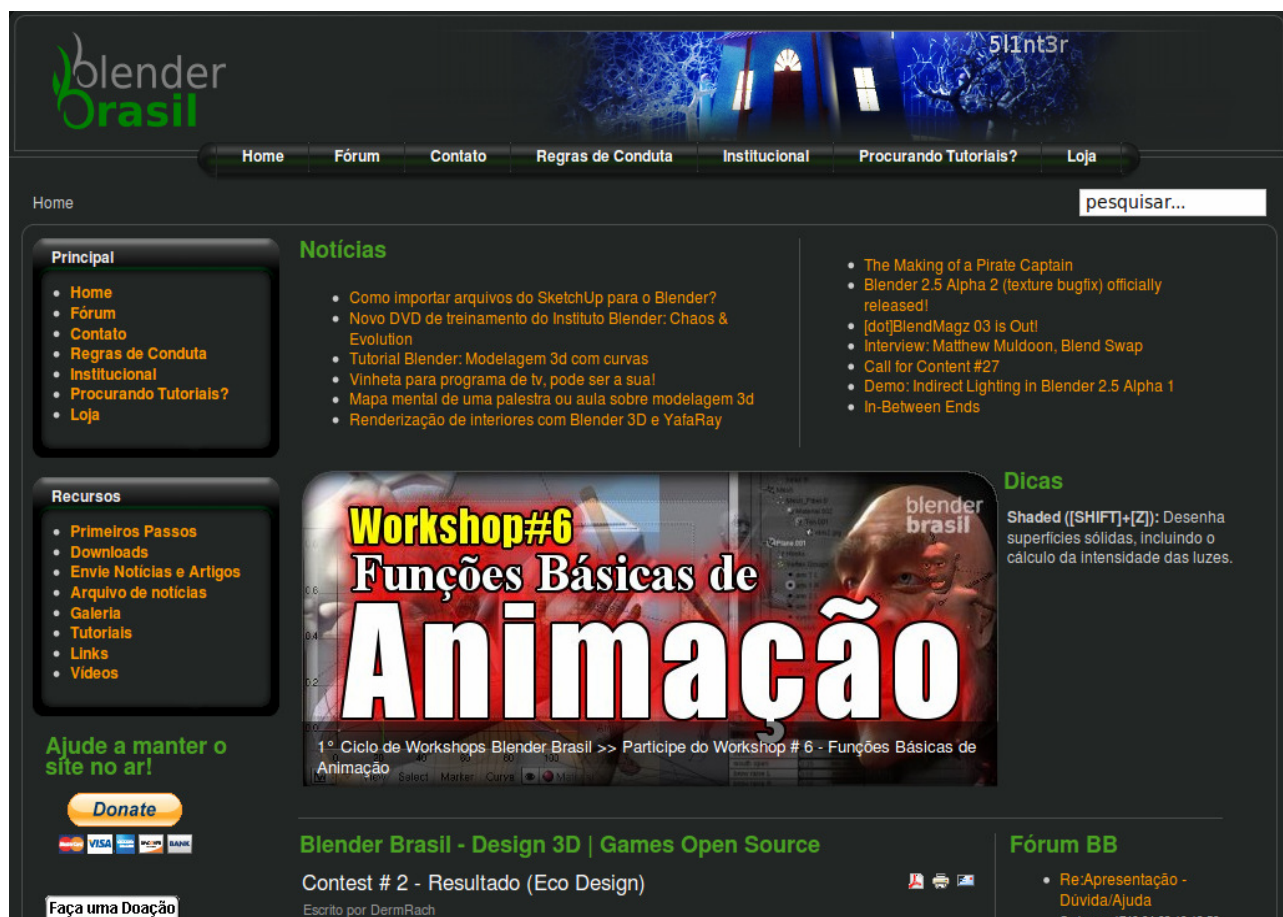 blender
brasil
5l1nt3r
Home Fórum Contato Regras de Conduta Institucional Procurando Tutoriais? Loja
Home
pesquisar...
Principal
Home
Fórum
Contato
Regras de Conduta
Institucional
Procurando Tutoriais?
Loja
Recursos
Primeiros Passos
Downloads
Envie Notícias e Artigos
Arquivo de notícias
Galeria
Tutoriais
Links
Vídeos
Ajude a manter o
site no ar!
Donate
VISA
BANK
Faça uma Doação
Notícias
Como importar arquivos do SketchUp para o Blender?
Novo DVD de treinamento do Instituto Blender: Chaos &
Evolution
Tutorial Blender: Modelagem 3d com curvas
Vinheta para programa de tv, pode ser a sua!
Mapa mental de uma palestra ou aula sobre modelagem 3d
Renderização de interiores com Blender 3D e YafaRay
The Making of a Pirate Captain
Blender 2.5 Alpha 2 (texture bugfix) officially
released!
[dot]BlendMagz 03 is Out!
Interview: Matthew Muldoon, Blend Swap
Call for Content #27
Demo: Indirect Lighting in Blender 2.5 Alpha 1
In-Between Ends
blender
brasil
Workshop#6
Funções Básicas de
Animação
1° Ciclo de Workshops Blender Brasil >> Participe do Workshop # 6 - Funções Básicas de
Animação
View Select Marker Curve
Dicas
Shaded ([SHIFT]+[Z]): Desenha
superfícies sólidas, incluindo o
cálculo da intensidade das luzes.
Blender Brasil - Design 3D | Games Open Source
Contest # 2 - Resultado (Eco Design)
Escrito por DermRach
Fórum BB
Re:Apresentação -
Dúvida/Ajuda